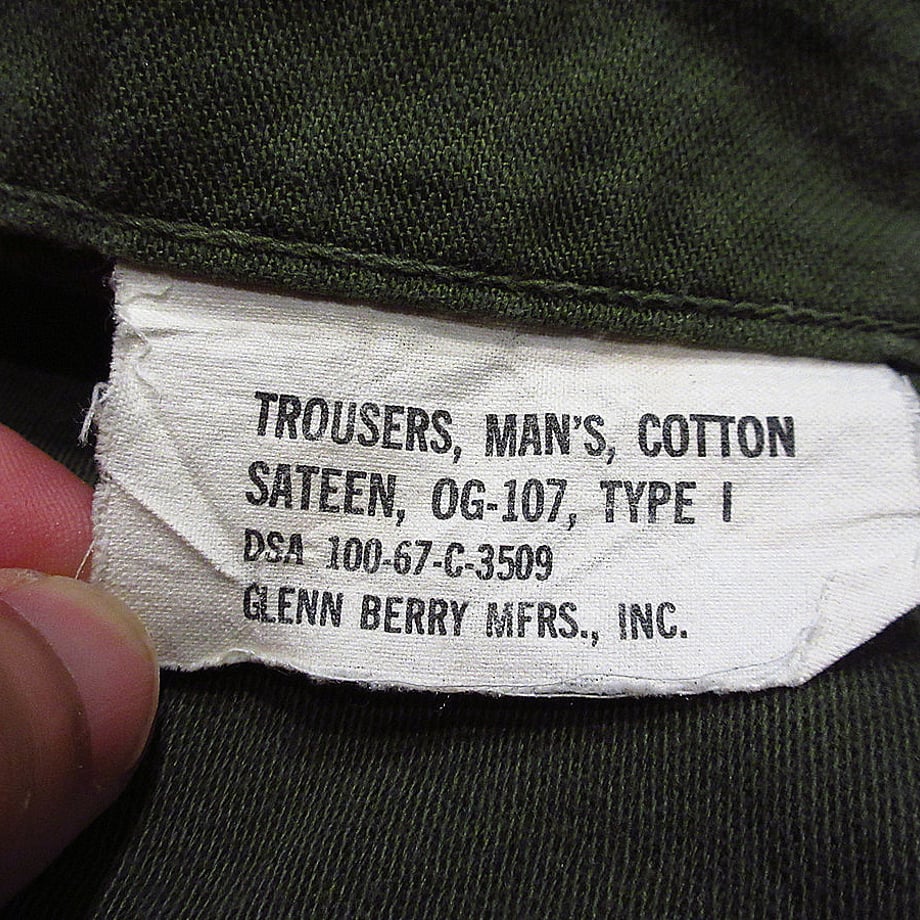 TROUSERS, MAN'S, COTTON
SATEEN, OG-107, TYPE I
DSA 100-67-C-3509
GLENN BERRY MFRS., INC.